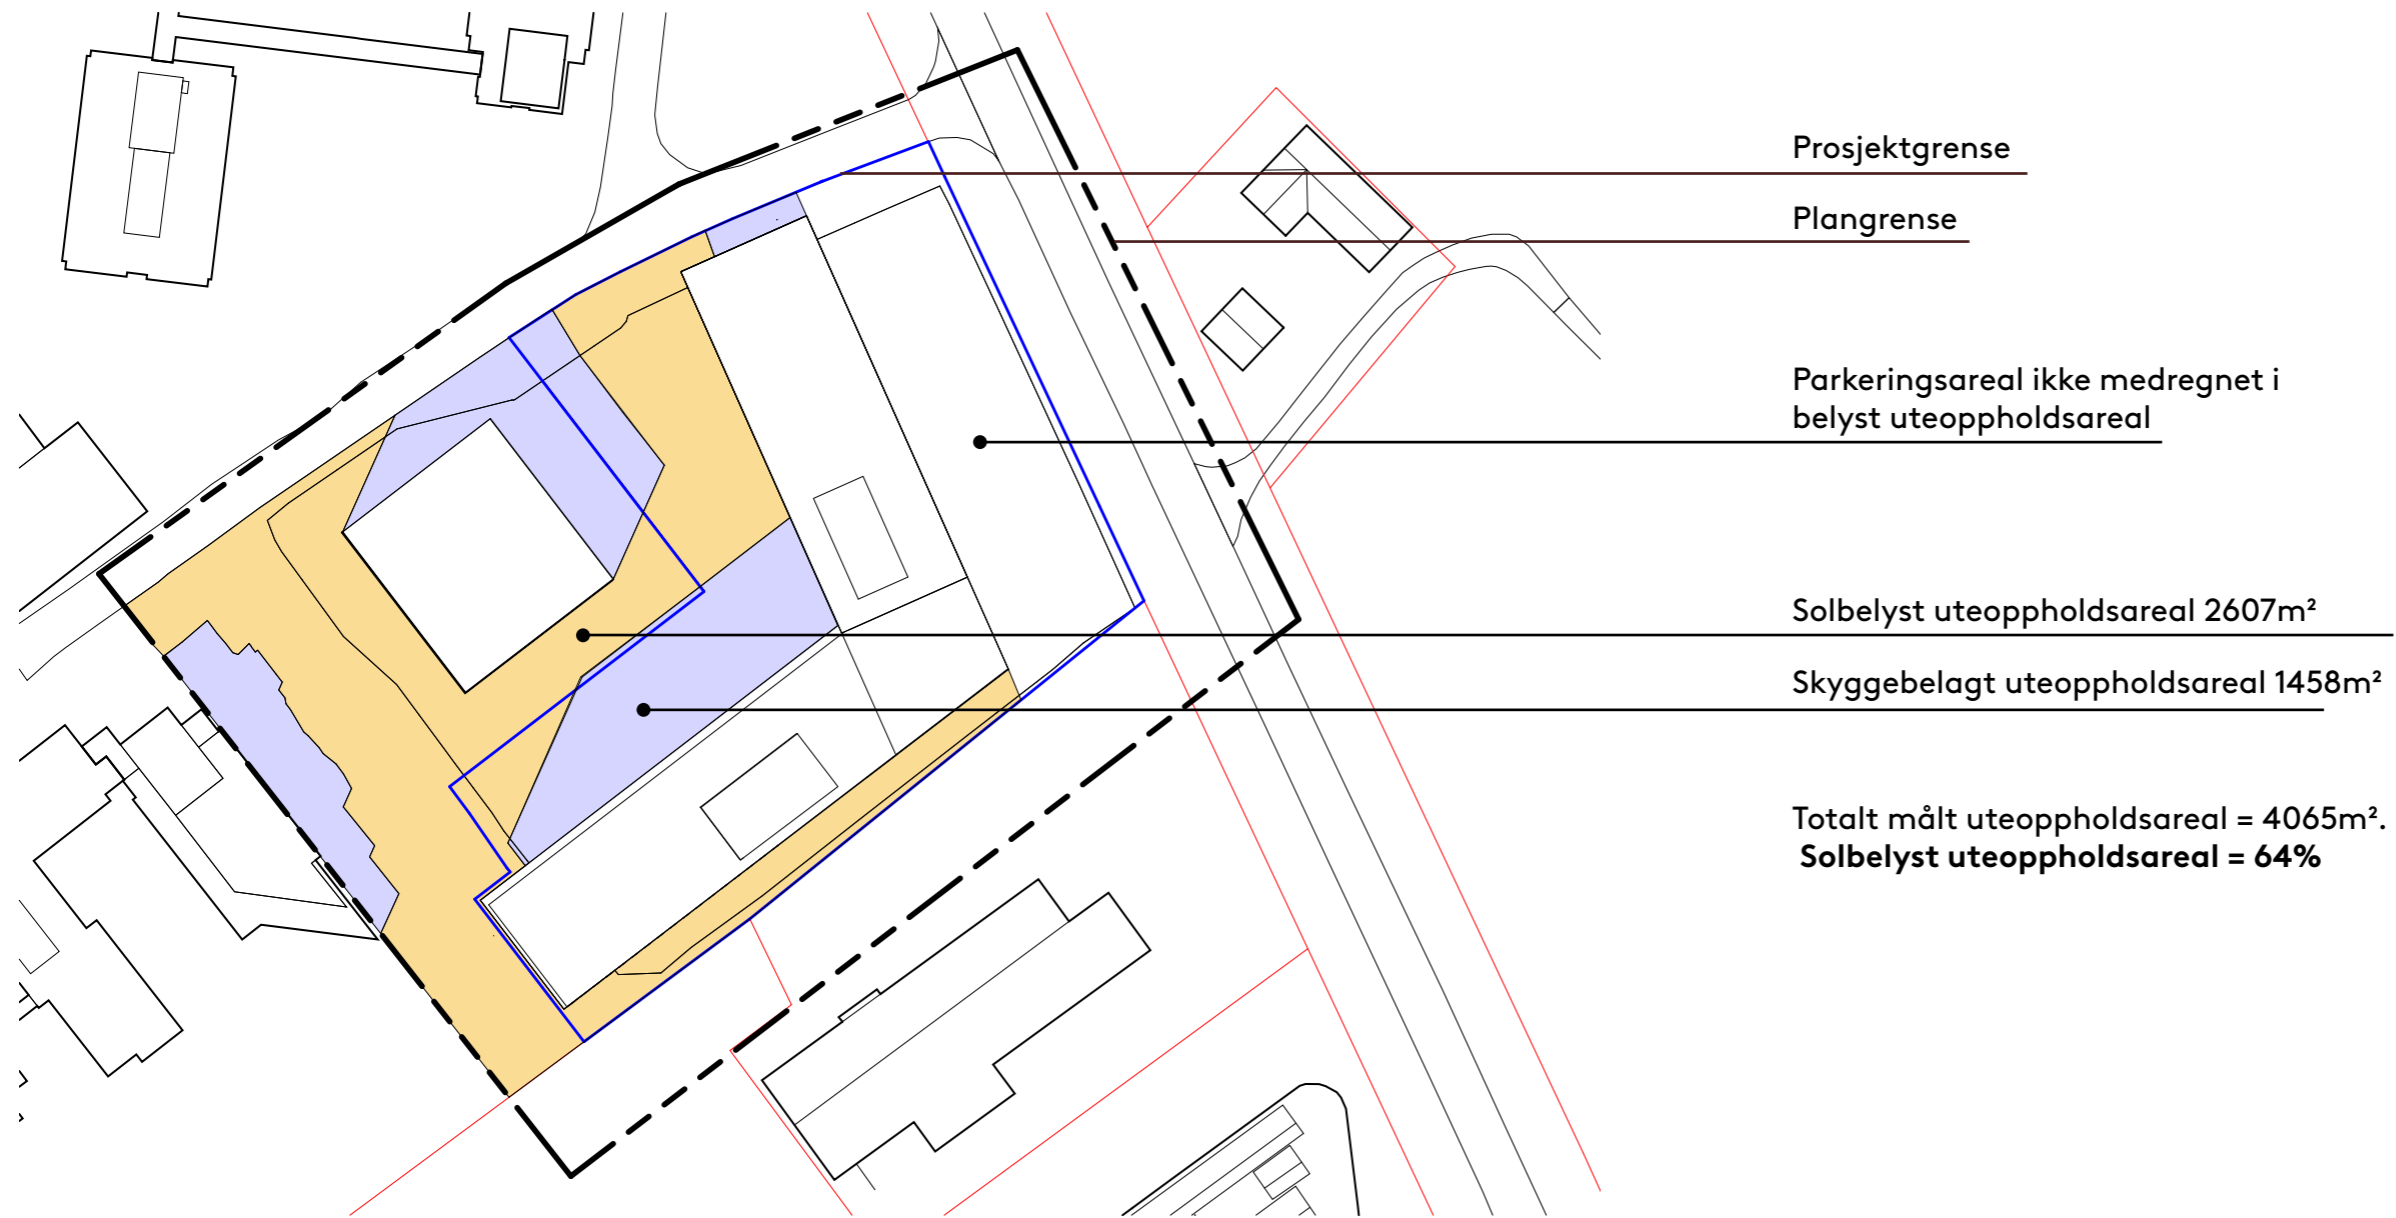 Prosjektgrense
Plangrense
Parkeringsareal ikke medregnet i
belyst uteoppholdsareal
Solbelyst uteoppholdsareal 2607m²
Skyggebelagt uteoppholdsareal 1458m²
Totalt målt uteoppholdsareal = 4065m².
Solbelyst uteoppholdsareal = 64%